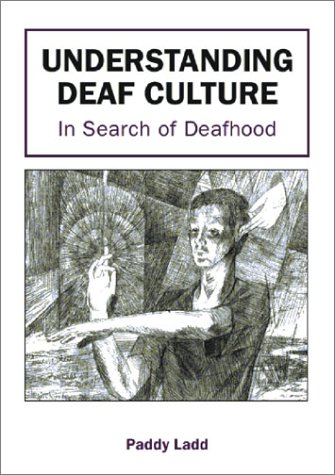 UNDERSTANDING
DEAF CULTURE
In Search of Deafhood
Paddy Ladd